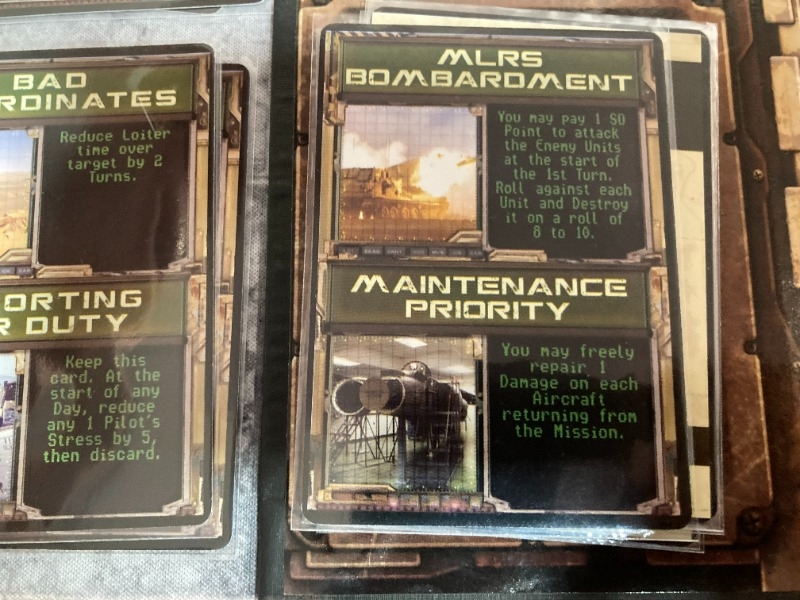 BAD
RDINATES
Reduce Loiter
time over
target by 2
Turns.
ORTING
R DUTY
Keep this
card. At the
start of any
Day, reduce
any 1 Pilot's
Stress by 5,
then discard.
MLRS
BOMBARDMENT
You may pay 1 SO
Point to attack
the Enemy Units
at the start of
the 1st Turn.
Roll against each
Unit and Destroy
it on a roll of
8 to 10.
MAINTENANCE
PRIORITY
You may freely
repair 1
Damage on each
Aircraft
returning from
the Mission.